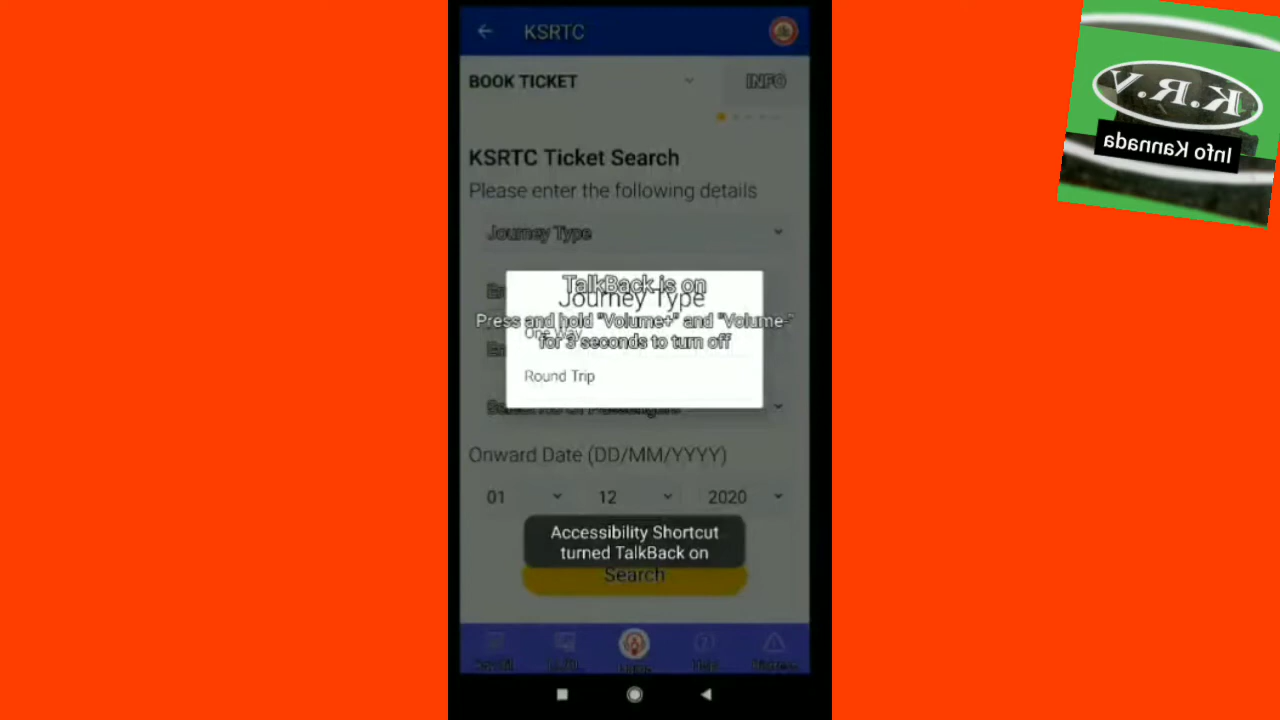 KSRTC
BOOK TICKET
INFO
KSRTC Ticket Search
Please enter the following details
Journey Type
TalkBack is on
Journey Type
Press and hold "Volume+" and "Volume-"
One Way
for 3 seconds to turn off
Round Trip
Onward Date (DD/MM/YYYY)
01 12 2020
Accessibility Shortcut
turned TalkBack on
Search
K.R.V
Info Kannada